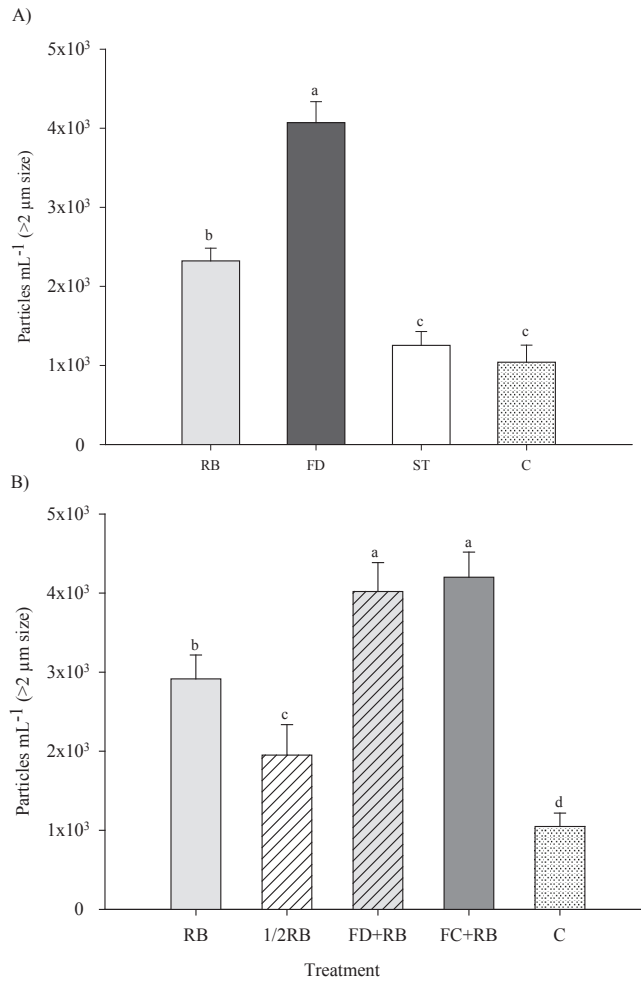 A)
5x10³
4x10³
3x10³
2x10³
1x10³
0
Particles mL⁻¹ (>2 µm size)
a
b
c
c
RB FD ST C
B)
5x10³
4x10³
3x10³
2x10³
1x10³
0
Particles mL⁻¹ (>2 µm size)
a
a
b
c
d
RB 1/2RB FD+RB FC+RB C
Treatment